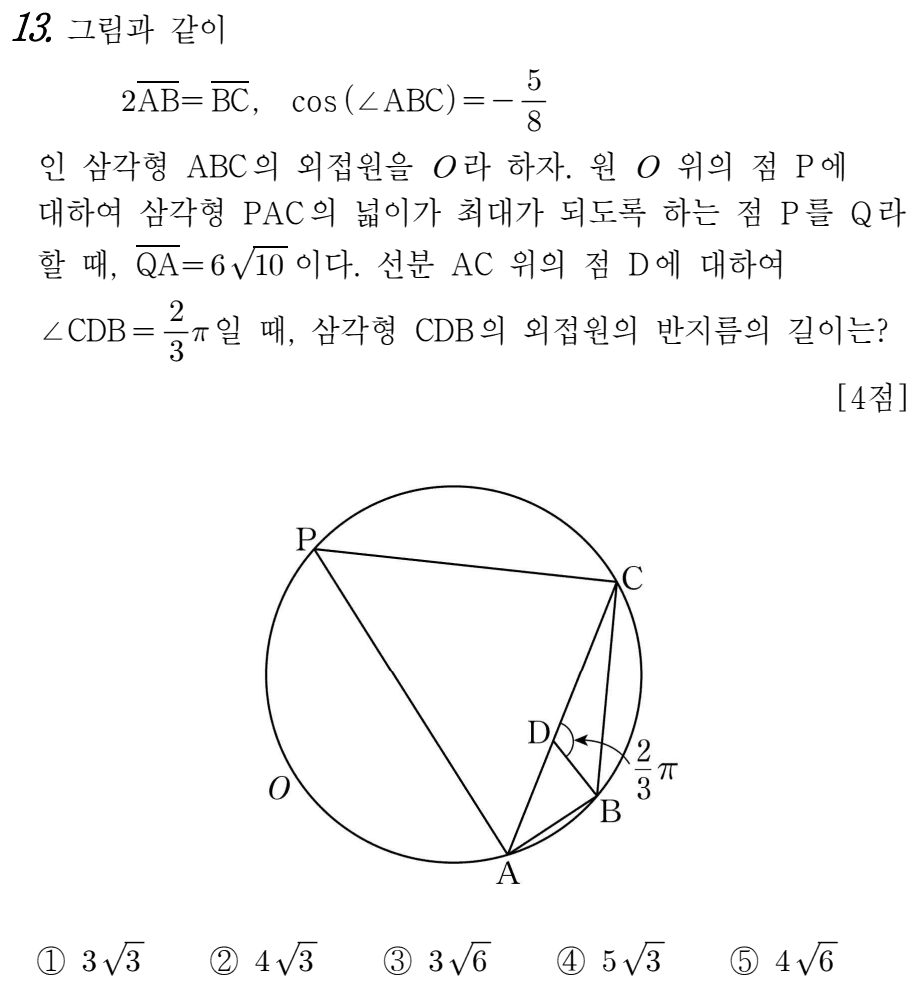 13. 그림과 같이
2AB̅=BC̅, cos(∠ABC)=−5/8
인 삼각형 ABC의 외접원을 O라 하자. 원 O 위의 점 P에
대하여 삼각형 PAC의 넓이가 최대가 되도록 하는 점 P를 Q라
할 때, QA̅=6√10 이다. 선분 AC 위의 점 D에 대하여
∠CDB=2/3π일 때, 삼각형 CDB의 외접원의 반지름의 길이는?
[4점]
P
C
D
2/3π
O
B
A
① 3√3 ② 4√3 ③ 3√6 ④ 5√3 ⑤ 4√6